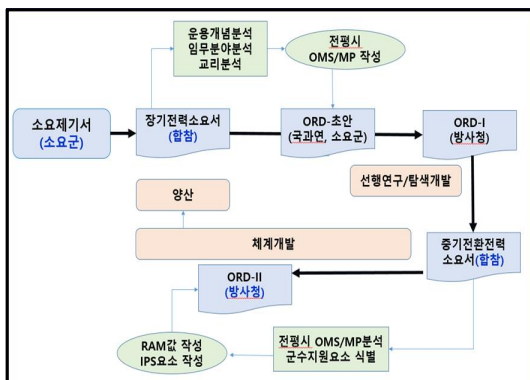 운용개념분석
임무분야분석
교리분석
전평시
OMS/MP 작성
소요제기서
(소요군)
장기전력소요서
(합참)
ORD-초안
(국과연, 소요군)
ORD-I
(방사청)
선행연구/탐색개발
양산
체계개발
중기전환전력
소요서(합참)
ORD-II
(방사청)
RAM값 작성
IPS요소 작성
전평시 OMS/MP분석
군수지원요소 식별